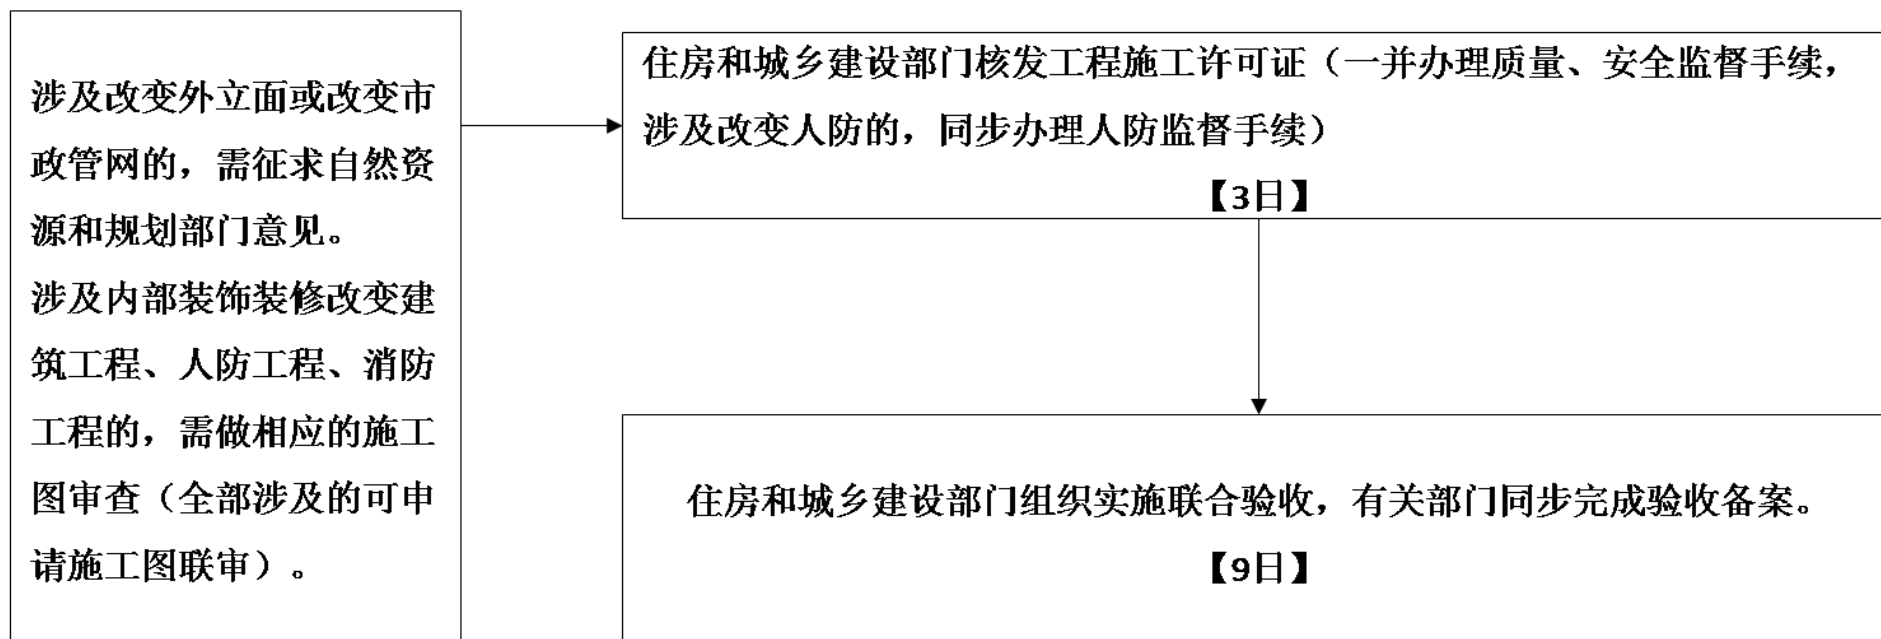 涉及改变外立面或改变市
政管网的，需征求自然资
源和规划部门意见。
涉及内部装饰装修改变建
筑工程、人防工程、消防
工程的，需做相应的施工
图审查（全部涉及的可申
请施工图联审）。
住房和城乡建设部门核发工程施工许可证（一并办理质量、安全监督手续，
涉及改变人防的，同步办理人防监督手续）
【3日】
住房和城乡建设部门组织实施联合验收，有关部门同步完成验收备案。
【9日】